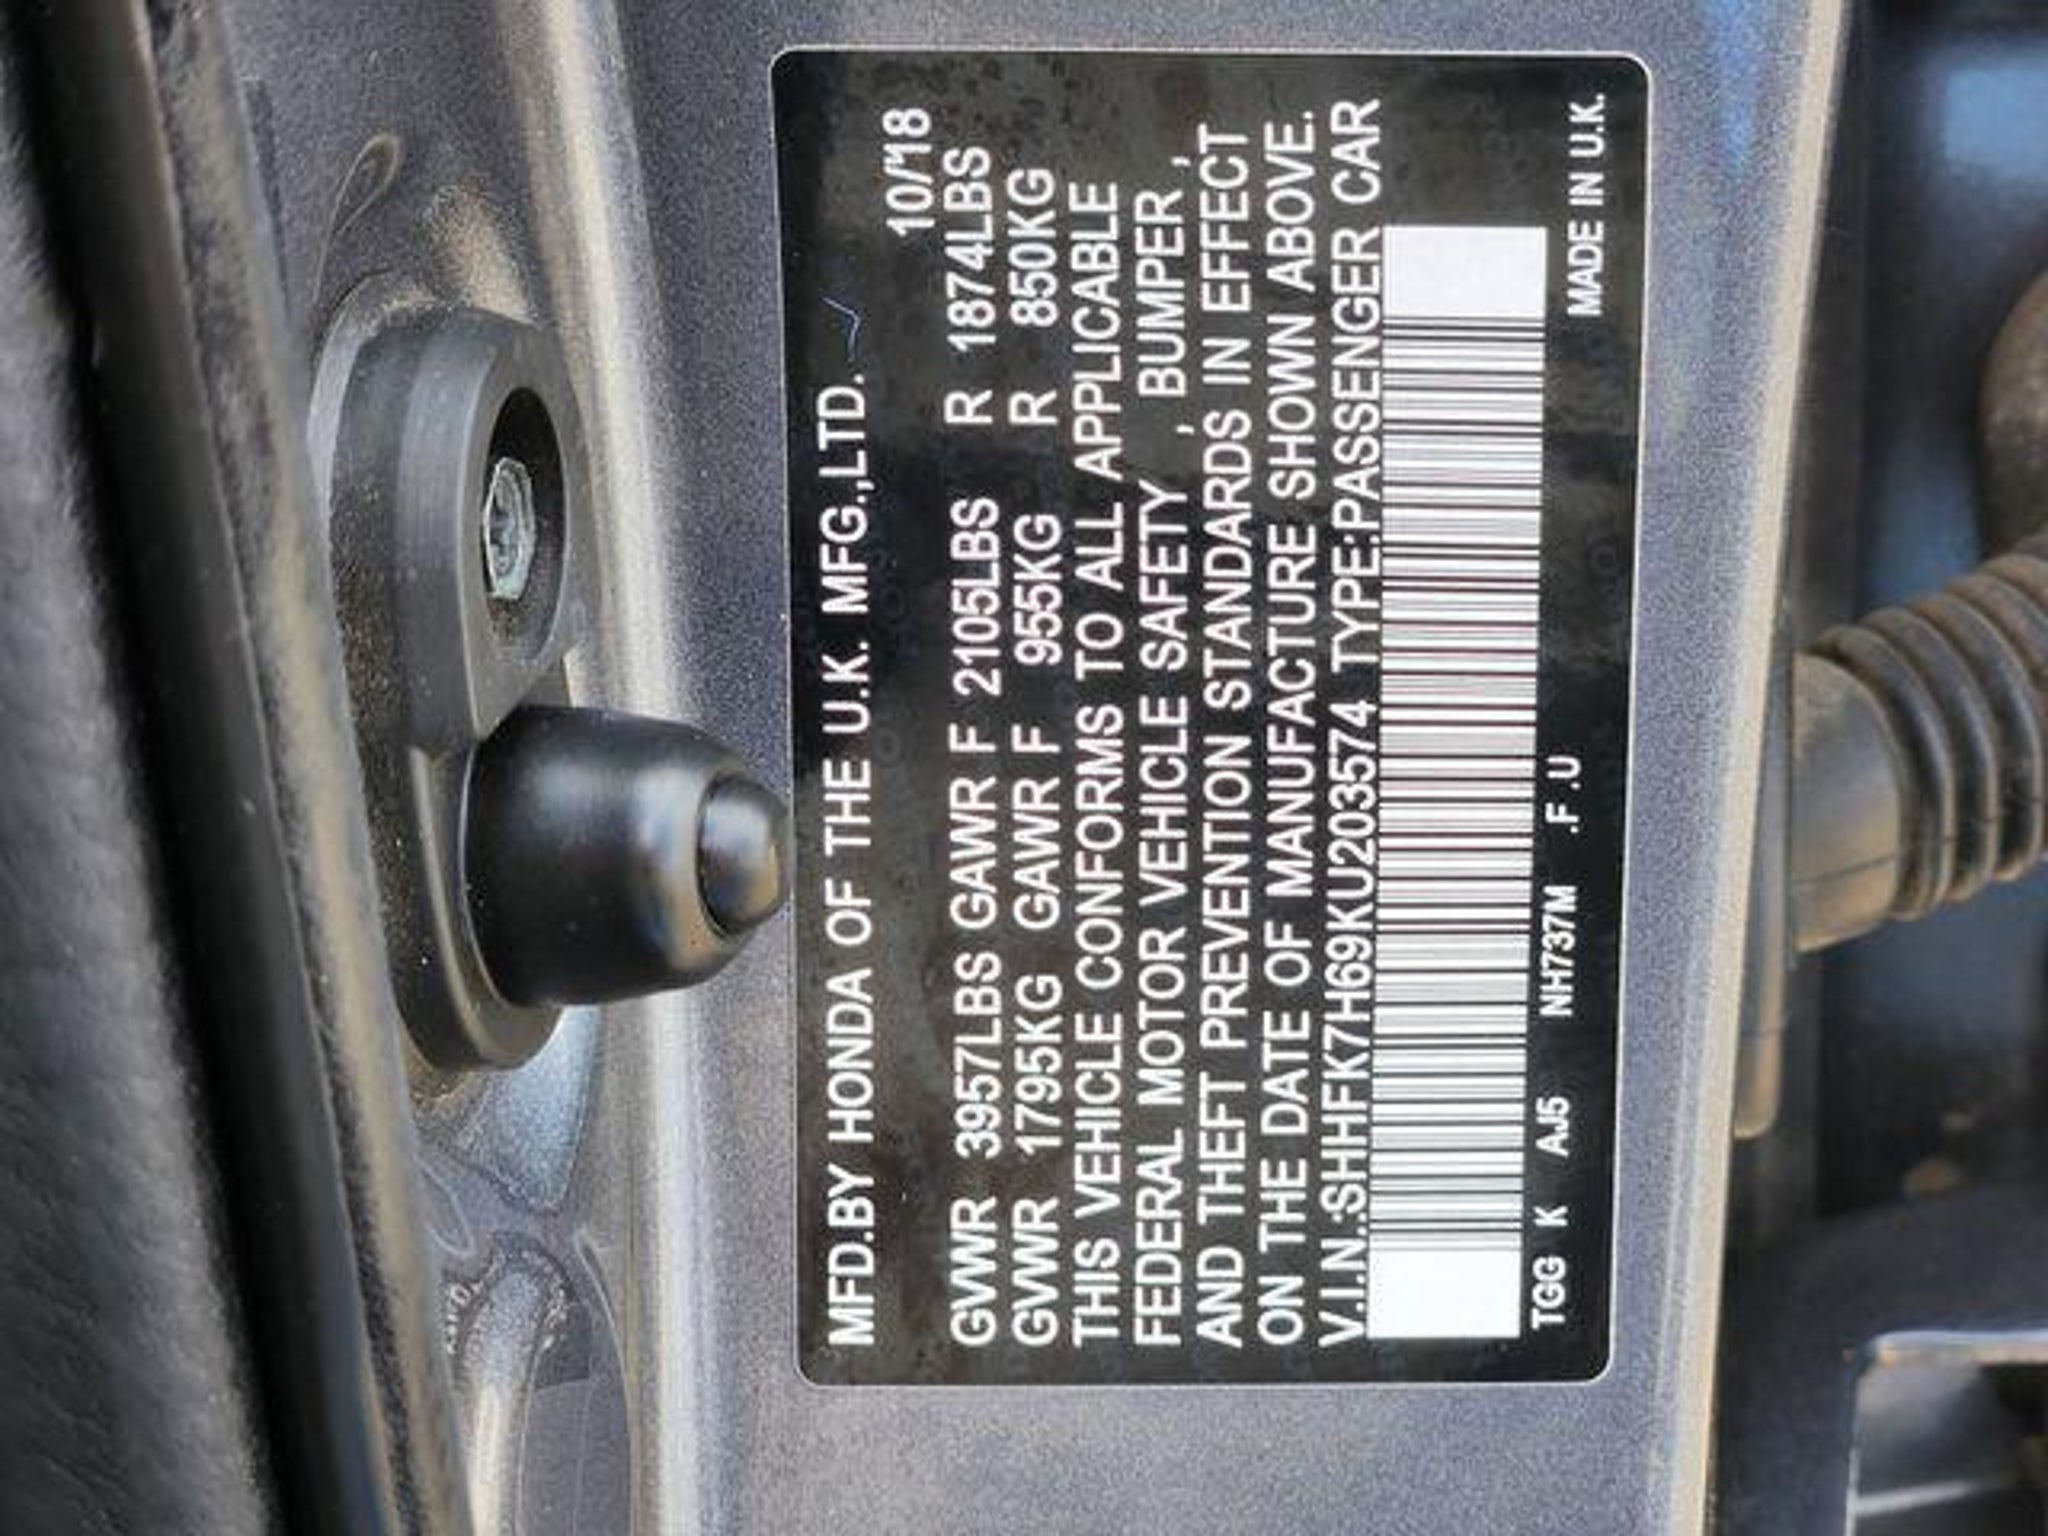 MFD.BY HONDA OF THE U.K. MFG.,LTD.
10/'18
GVWR 3957LBS GAWR F 2105LBS R 1874LBS
GVWR 1795KG GAWR F 955KG R 850KG
THIS VEHICLE CONFORMS TO ALL APPLICABLE
FEDERAL MOTOR VEHICLE SAFETY , BUMPER ,
AND THEFT PREVENTION STANDARDS IN EFFECT
ON THE DATE OF MANUFACTURE SHOWN ABOVE.
V.I.N.:SHHFK7H69KU203574 TYPE:PASSENGER CAR
TGG K AJ5 NH737M .F .U MADE IN U.K.